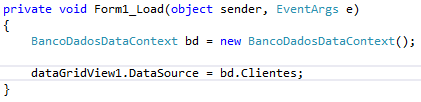 private void Form1_Load(object sender, EventArgs e)
{
    BancoDadosDataContext bd = new BancoDadosDataContext();
    dataGridView1.DataSource = bd.Clientes;
}